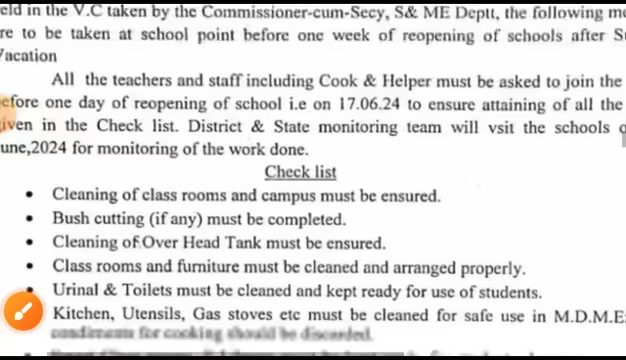 eld in the V.C taken by the Commissioner-cum-Secy, S& ME Deptt, the following
re to be taken at school point before one week of reopening of schools after
acation
All the teachers and staff including Cook & Helper must be asked to join the
efore one day of reopening of school i.e on 17.06.24 to ensure attaining of all the
iven in the Check list. District & State monitoring team will vsit the schools
une,2024 for monitoring of the work done.
Check list
• Cleaning of class rooms and campus must be ensured.
• Bush cutting (if any) must be completed.
• Cleaning of Over Head Tank must be ensured.
• Class rooms and furniture must be cleaned and arranged properly.
• Urinal & Toilets must be cleaned and kept ready for use of students.
Kitchen, Utensils, Gas stoves etc must be cleaned for safe use in M.D.M.E
condiments for cooking should be discarded.